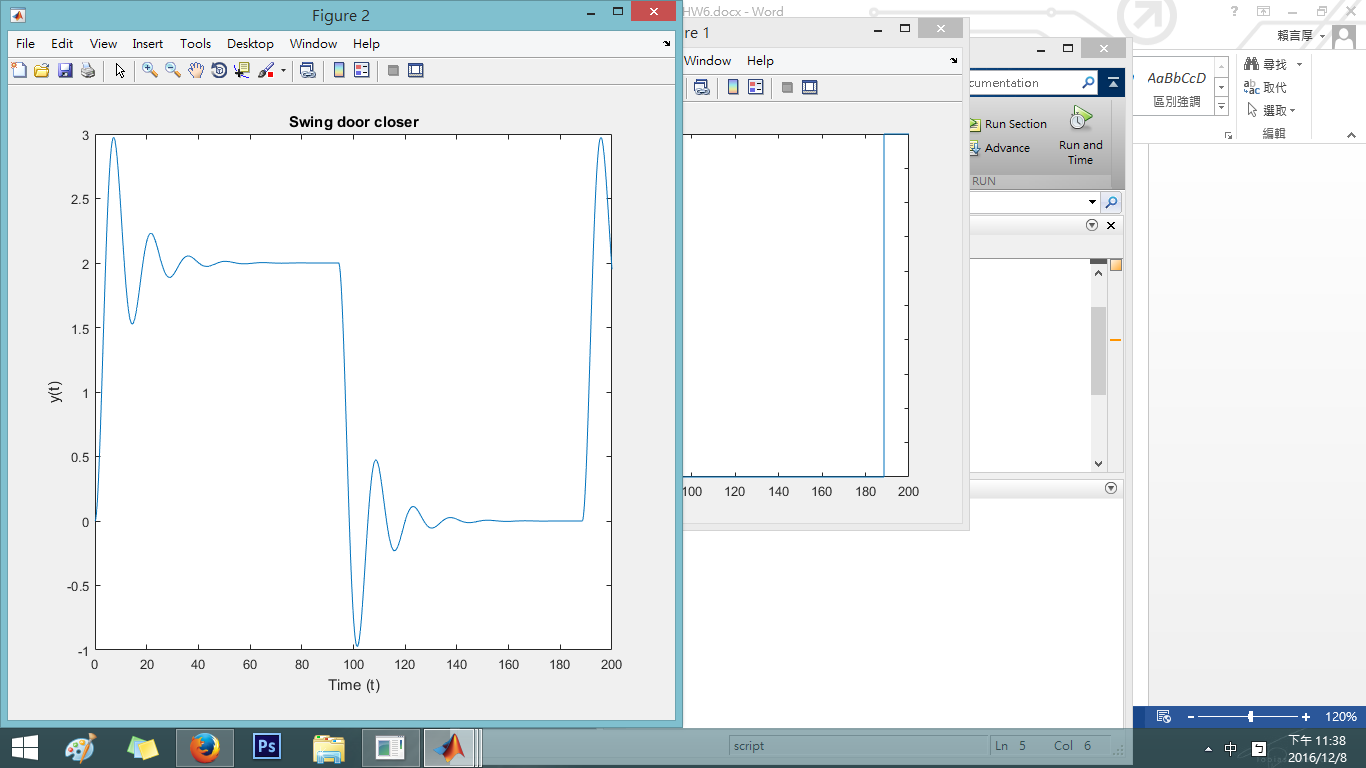 Figure 2
File Edit View Insert Tools Desktop Window Help
Swing door closer
3
2.5
2
1.5
1
0.5
0
-0.5
-1
y(t)
0 20 40 60 80 100 120 140 160 180 200
Time (t)
re 1
Window Help
100 120 140 160 180 200
HW6.docx - Word
賴言厚
cumentation
Run Section
Advance
Run and
Time
RUN
AaBbCcD
區別強調
尋找
取代
選取
編輯
script
Ln 5 Col 6
120%
Ps
中
ㄅ
下午 11:38
2016/12/8